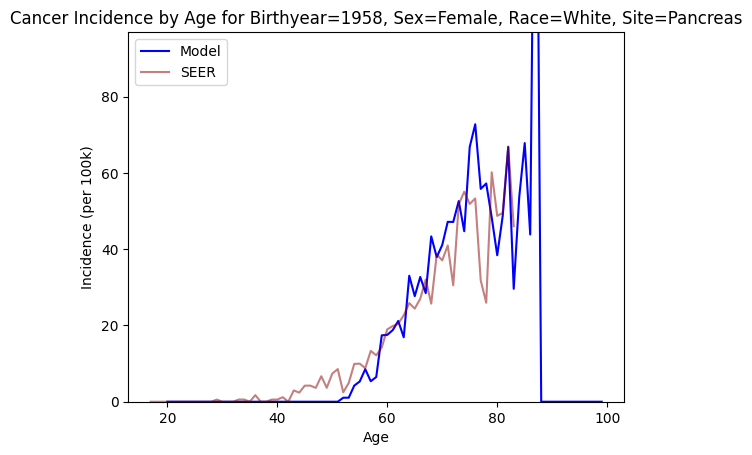 Cancer Incidence by Age for Birthyear=1958, Sex=Female, Race=White, Site=Pancreas
Model
SEER
80
60
40
20
0
Incidence (per 100k)
20 40 60 80 100
Age